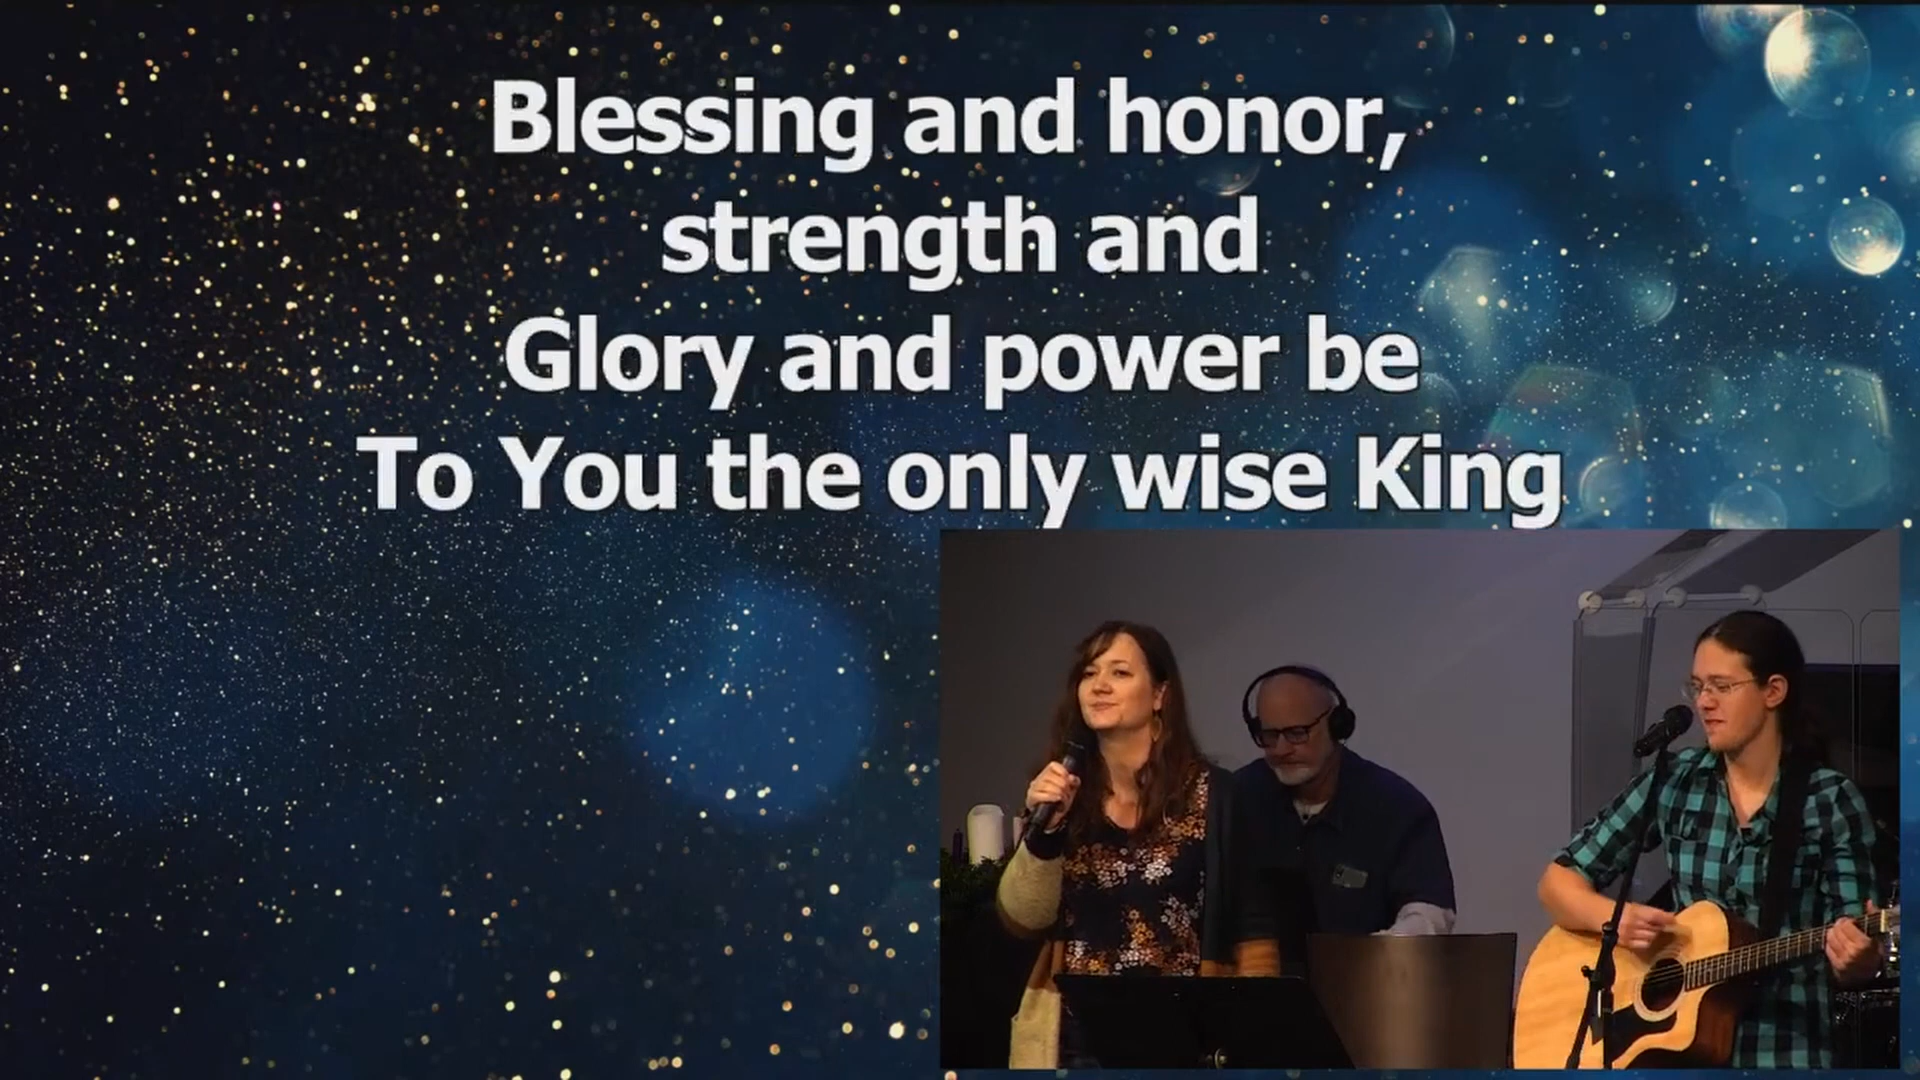 Blessing and honor,
strength and
Glory and power be
To You the only wise King